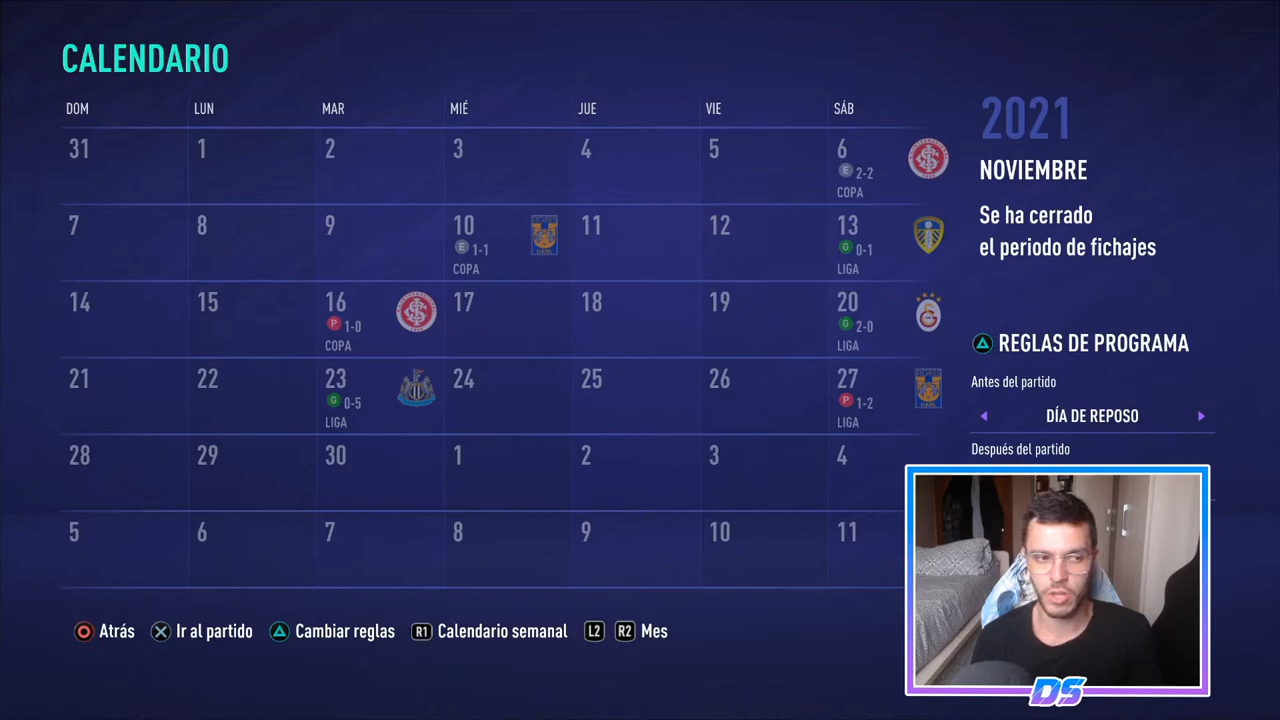 CALENDARIO
DOM LUN MAR MIÉ JUE VIE SÁB
31 1 2 3 4 5 6
E 2-2
COPA
7 8 9 10 11 12 13
E 1-1 G 0-1
COPA LIGA
14 15 16 17 18 19 20
P 1-0 G 2-0
COPA LIGA
21 22 23 24 25 26 27
G 0-5 P 1-2
LIGA LIGA
28 29 30 1 2 3 4
5 6 7 8 9 10 11
2021
NOVIEMBRE
Se ha cerrado
el periodo de fichajes
REGLAS DE PROGRAMA
Antes del partido
DÍA DE REPOSO
Después del partido
Atrás Ir al partido Cambiar reglas R1 Calendario semanal L2 R2 Mes
DS